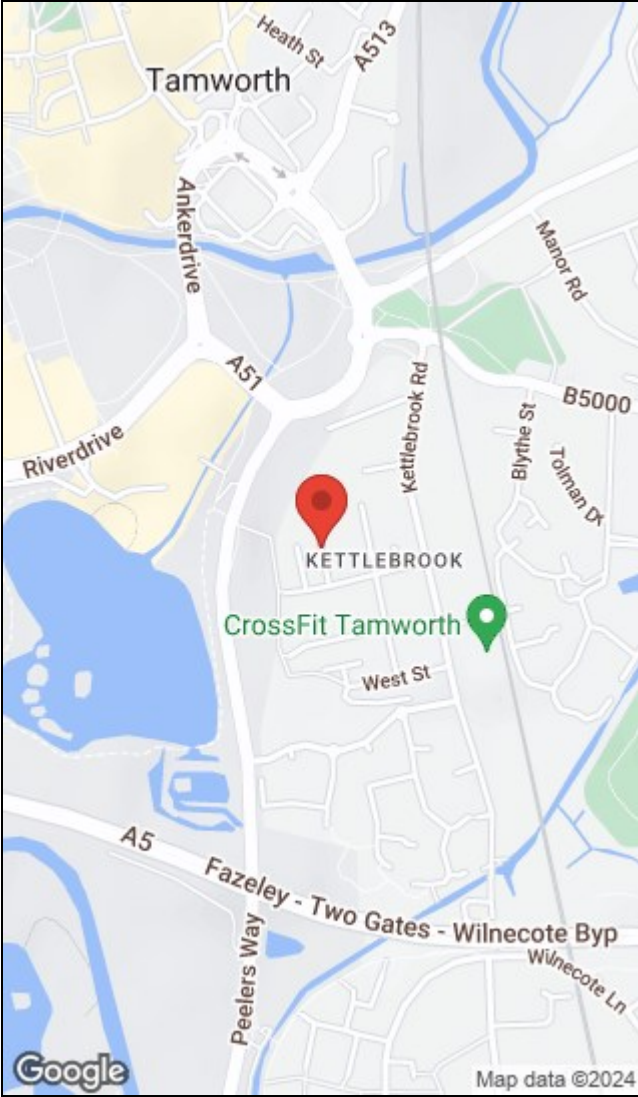 Heath St
A513
Tamworth
Ankerdrive
Manor Rd
A51
B5000
Kettlebrook Rd
Blythe St
Riverdrive
Tolman Dr
KETTLEBROOK
CrossFit Tamworth
West St
A5
Fazeley - Two Gates - Wilnecote Byp
Peelers Way
Wilnecote Ln
Google
Map data ©2024